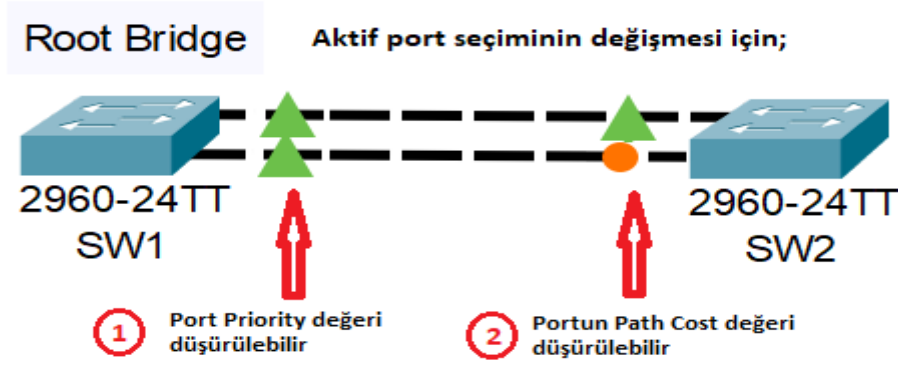 Root Bridge
Aktif port seçiminin değişmesi için;
2960-24TT
SW1
2960-24TT
SW2
1
Port Priority değeri
düşürülebilir
2
Portun Path Cost değeri
düşürülebilir